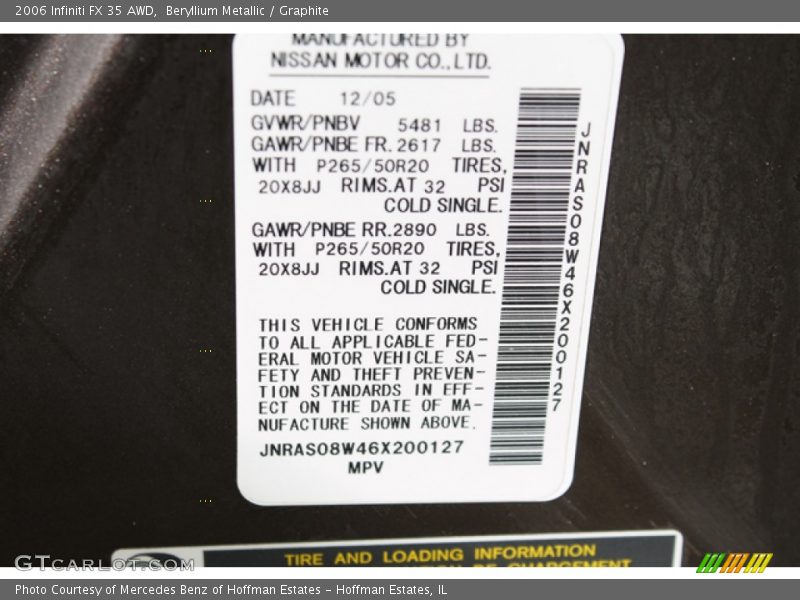 2006 Infiniti FX 35 AWD,  Beryllium Metallic / Graphite
MANUFACTURED BY
NISSAN MOTOR CO.,LTD.
DATE 12/05
GVWR/PNBV 5481 LBS.
GAWR/PNBE FR. 2617 LBS.
WITH P265/50R20 TIRES,
20X8JJ RIMS.AT 32 PSI
COLD SINGLE.
GAWR/PNBE RR.2890 LBS.
WITH P265/50R20 TIRES,
20X8JJ RIMS.AT 32 PSI
COLD SINGLE.
THIS VEHICLE CONFORMS
TO ALL APPLICABLE FED-
ERAL MOTOR VEHICLE SA-
FETY AND THEFT PREVEN-
TION STANDARDS IN EFF-
ECT ON THE DATE OF MA-
NUFACTURE SHOWN ABOVE.
JNRAS08W46X200127
MPV
JNRAS08W46X200127
TIRE AND LOADING INFORMATION
DE CHARGEMENT
GTCARLOT.COM
Photo Courtesy of Mercedes Benz of Hoffman Estates - Hoffman Estates, IL